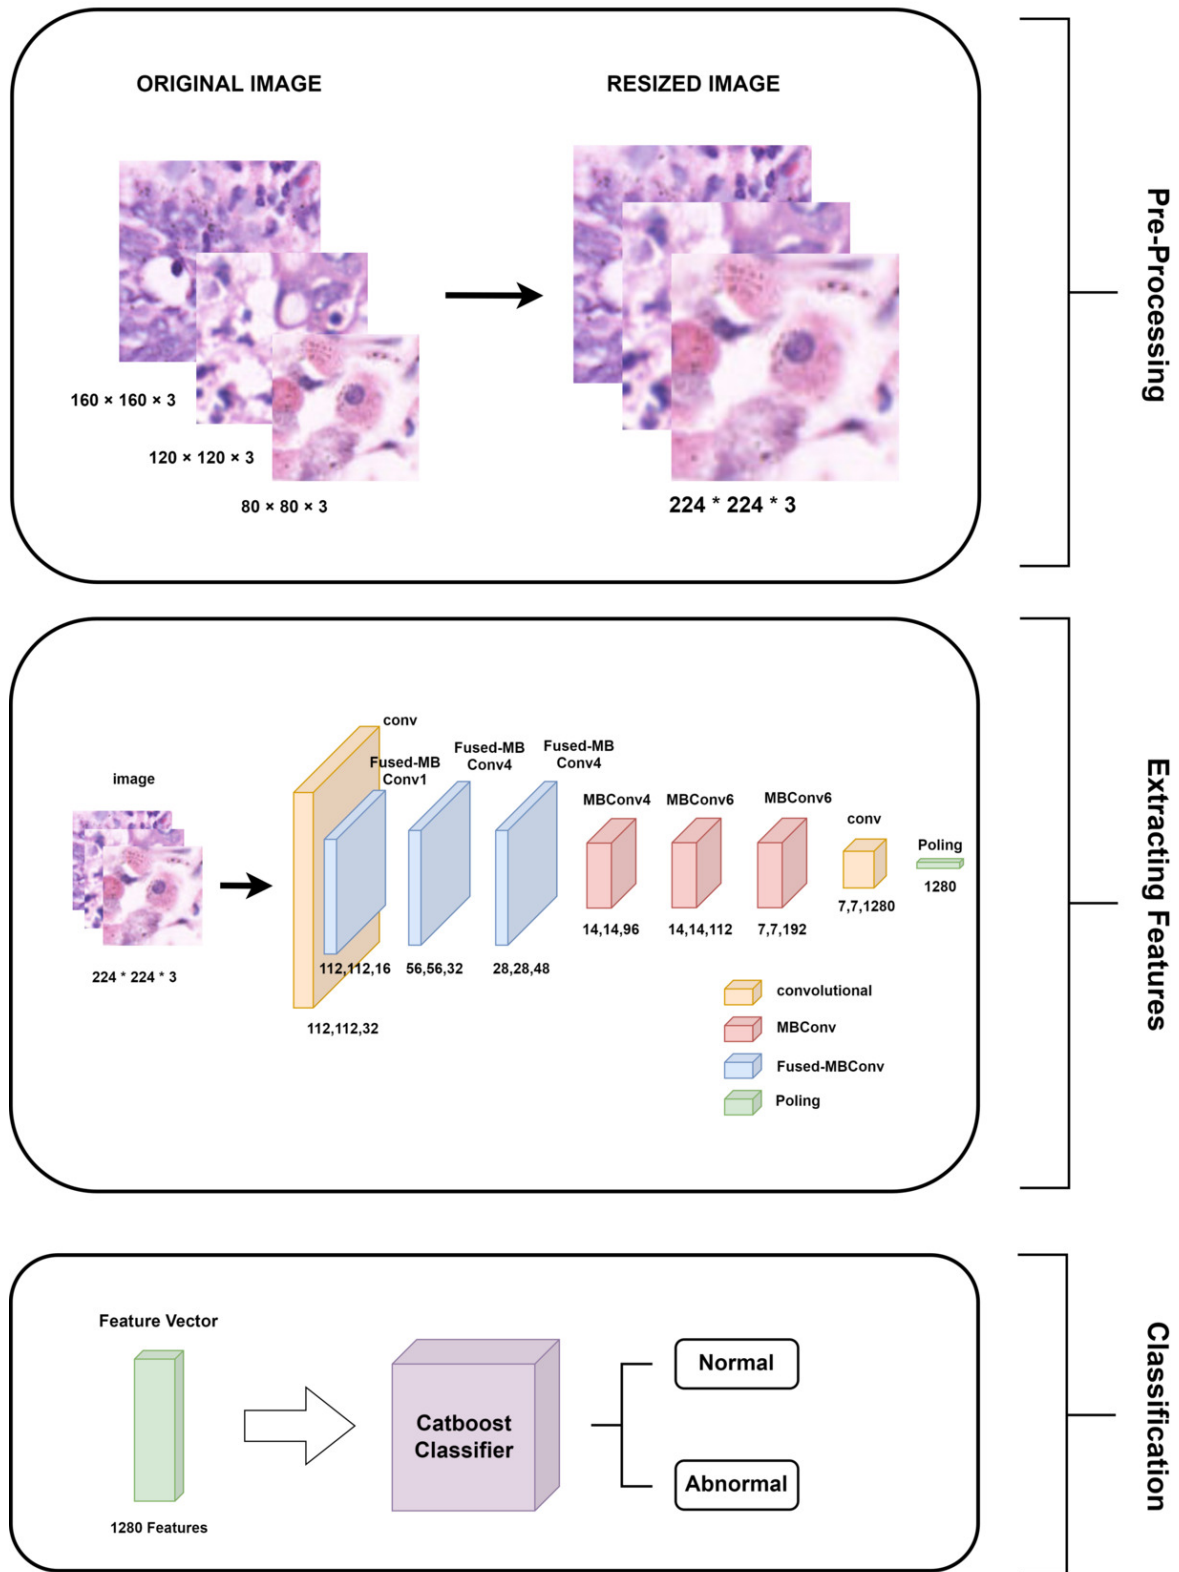 ORIGINAL IMAGE
RESIZED IMAGE
160 × 160 × 3
120 × 120 × 3
80 × 80 × 3
224 * 224 * 3
Pre-Processing
image
224 * 224 * 3
conv
112,112,32
Fused-MB
Conv1
112,112,16
Fused-MB
Conv4
56,56,32
Fused-MB
Conv4
28,28,48
MBConv4
14,14,96
MBConv6
14,14,112
MBConv6
7,7,192
conv
7,7,1280
Poling
1280
convolutional
MBConv
Fused-MBConv
Poling
Extracting Features
Feature Vector
1280 Features
Catboost
Classifier
Normal
Abnormal
Classification